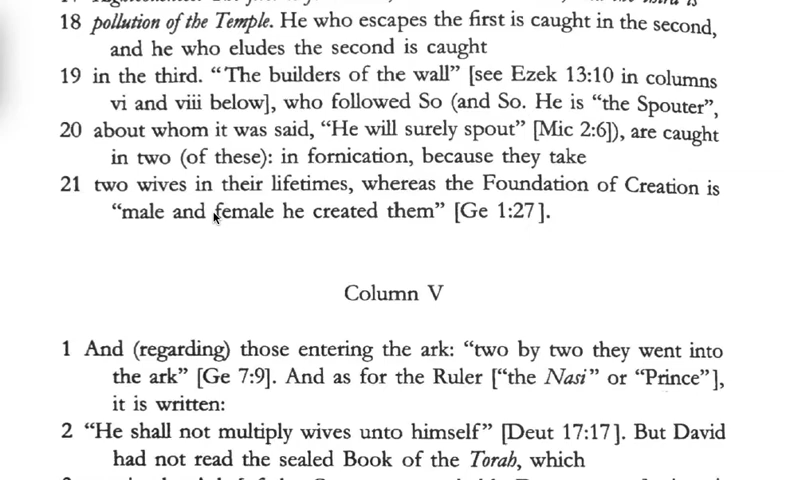 18 pollution of the Temple. He who escapes the first is caught in the second,
and he who eludes the second is caught
19 in the third. “The builders of the wall” [see Ezek 13:10 in columns
vi and viii below], who followed So (and So. He is “the Spouter”,
20 about whom it was said, “He will surely spout” [Mic 2:6]), are caught
in two (of these): in fornication, because they take
21 two wives in their lifetimes, whereas the Foundation of Creation is
“male and female he created them” [Ge 1:27].
Column V
1 And (regarding) those entering the ark: “two by two they went into
the ark” [Ge 7:9]. And as for the Ruler [“the Nasi” or “Prince”],
it is written:
2 “He shall not multiply wives unto himself” [Deut 17:17]. But David
had not read the sealed Book of the Torah, which